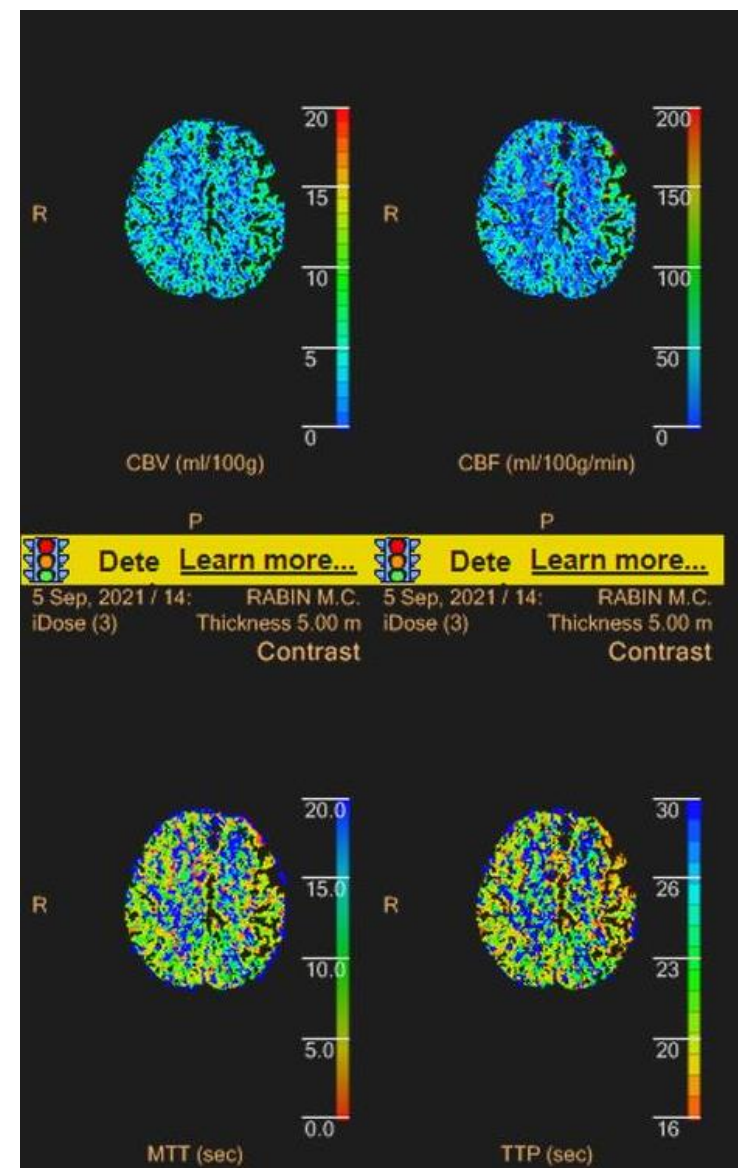 20
15
10
5
0
R
CBV (ml/100g)
200
150
100
50
0
R
CBF (ml/100g/min)
P
P
Dete Learn more...
Dete Learn more...
5 Sep, 2021 / 14: RABIN M.C.
iDose (3) Thickness 5.00 m
Contrast
5 Sep, 2021 / 14: RABIN M.C.
iDose (3) Thickness 5.00 m
Contrast
20.0
15.0
10.0
5.0
0.0
R
MTT (sec)
30
26
23
20
16
R
TTP (sec)